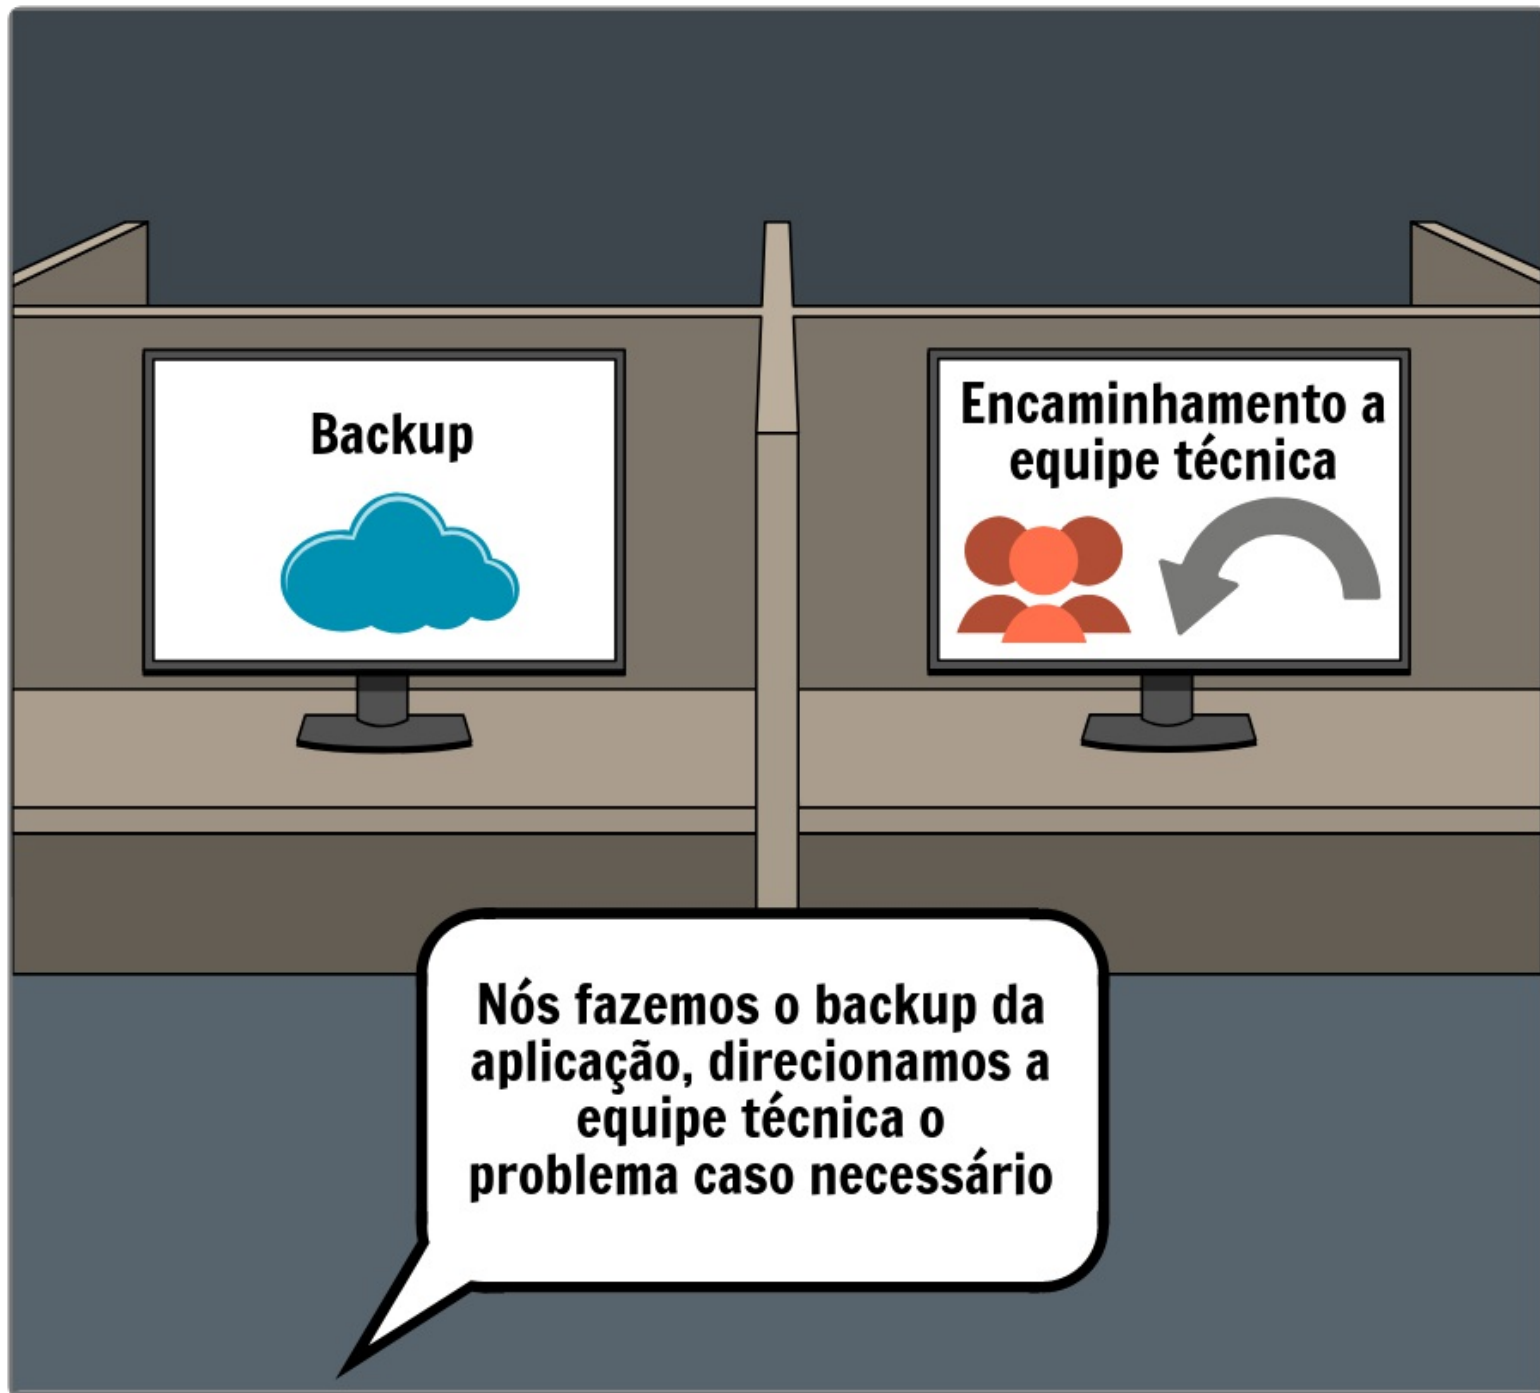 Backup
Encaminhamento a
equipe técnica
Nós fazemos o backup da
aplicação, direcionamos a
equipe técnica o
problema caso necessário